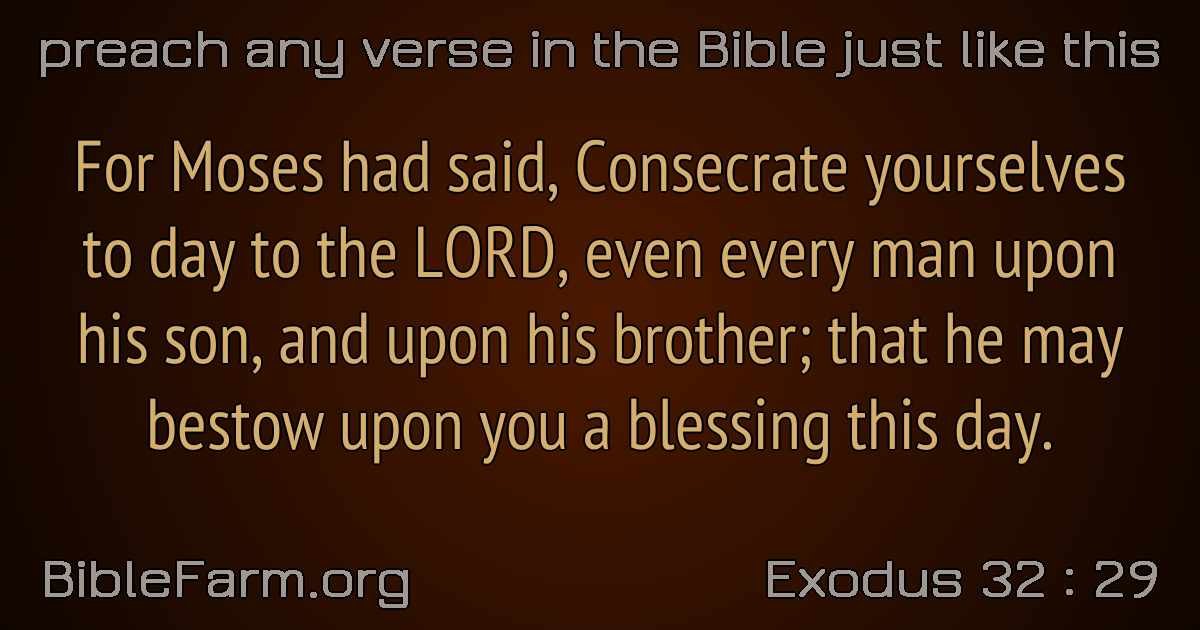 preach any verse in the Bible just like this
For Moses had said, Consecrate yourselves
to day to the LORD, even every man upon
his son, and upon his brother; that he may
bestow upon you a blessing this day.
BibleFarm.org
Exodus 32 : 29